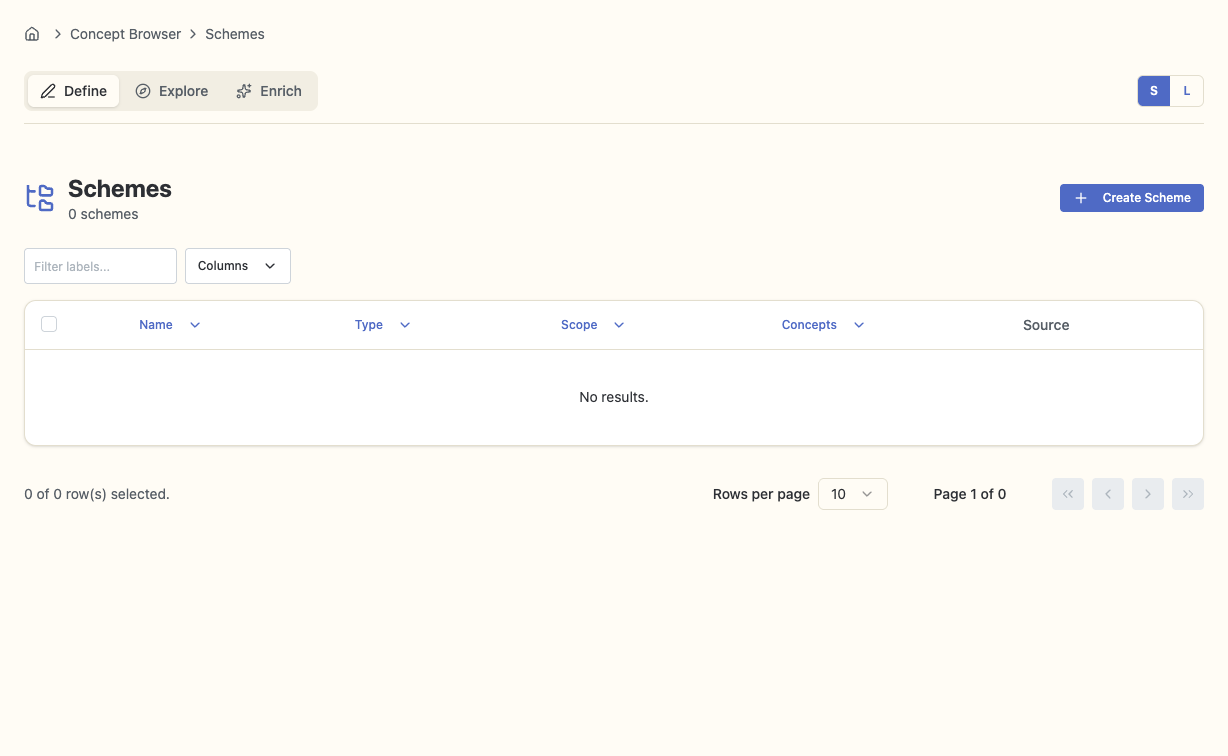 Concept Browser Schemes
Define Explore Enrich S L
Schemes
0 schemes
Create Scheme
Filter labels... Columns
Name Type Scope Concepts Source
No results.
0 of 0 row(s) selected. Rows per page 10 Page 1 of 0